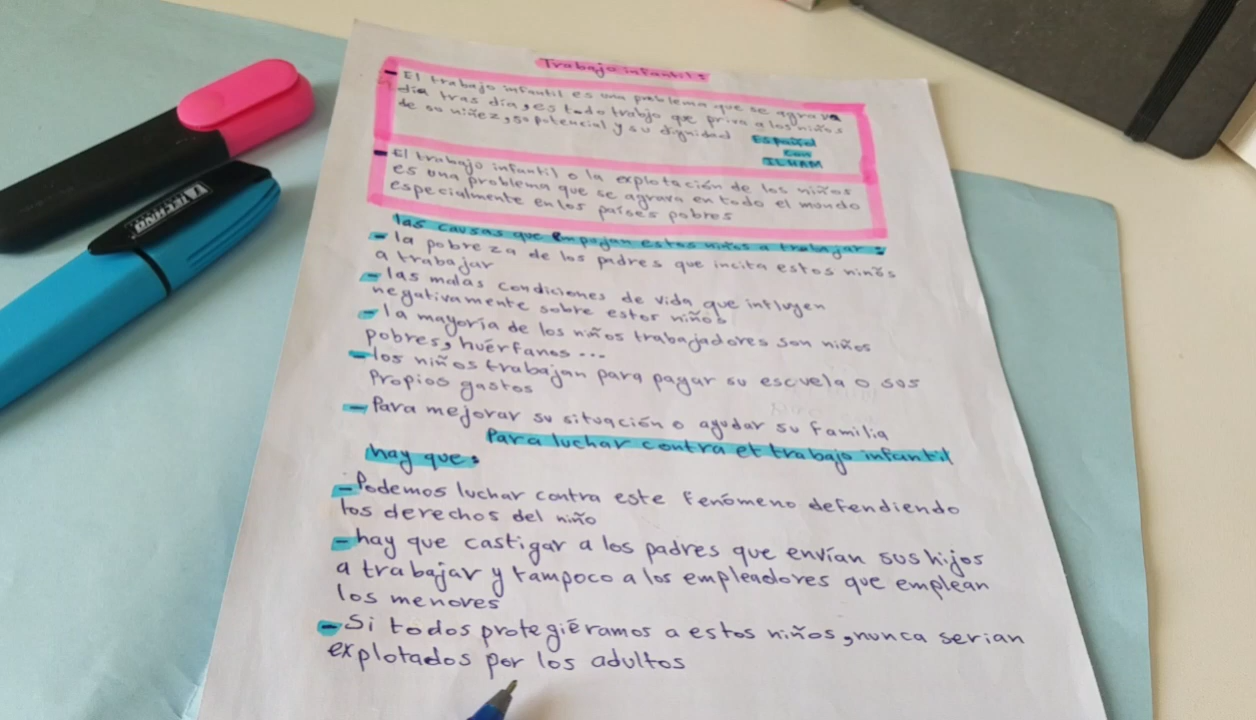 Trabajo infantil:
- El trabajo infantil es una problema que se agrava
día tras día, es todo trabajo que priva a los niños
de su niñez, su potencial y su dignidad
Español
con
ILHAM
- El trabajo infantil o la explotación de los niños
es una problema que se agrava en todo el mundo
especialmente en los países pobres
las causas que empujan estos niños a trabajar:
- la pobreza de los padres que incita estos niños
a trabajar
- las malas condiciones de vida que influyen
negativamente sobre estos niños
- la mayoría de los niños trabajadores son niños
pobres, huérfanos...
- los niños trabajan para pagar su escuela o sus
propios gastos
- Para mejorar su situación o ayudar su familia
Para luchar contra el trabajo infantil
hay que:
- Podemos luchar contra este fenómeno defendiendo
los derechos del niño
- hay que castigar a los padres que envían sus hijos
a trabajar y tampoco a los empleadores que emplean
los menores
- Si todos protegiéramos a estos niños, nunca serian
explotados por los adultos